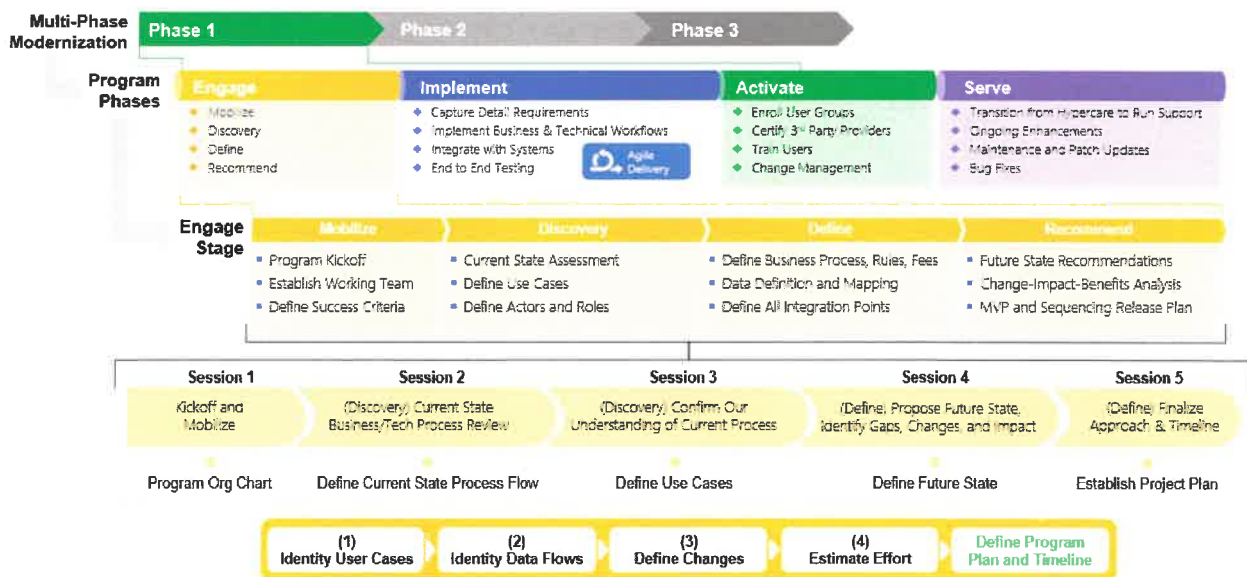 Multi-Phase
Modernization
Phase 1
Phase 2
Phase 3
Program
Phases
Engage
Mobilize
Discovery
Define
Recommend
Implement
Capture Detail Requirements
Implement Business & Technical Workflows
Integrate with Systems
End to End Testing
Agile
Delivery
Activate
Enroll User Groups
Certify 3rd Party Providers
Train Users
Change Management
Serve
Transition from Hypercare to Run Support
Ongoing Enhancements
Maintenance and Patch Updates
Bug Fixes
Engage
Stage
Mobilize
Program Kickoff
Establish Working Team
Define Success Criteria
Discovery
Current State Assessment
Define Use Cases
Define Actors and Roles
Define
Define Business Process, Rules, Fees
Data Definition and Mapping
Define All Integration Points
Recommend
Future State Recommendations
Change-Impact-Benefits Analysis
MVP and Sequencing Release Plan
Session 1
Kickoff and
Mobilize
Program Org Chart
Session 2
(Discovery) Current State
Business/Tech Process Review
Define Current State Process Flow
Session 3
(Discovery) Confirm Our
Understanding of Current Process
Define Use Cases
Session 4
(Define) Propose Future State,
Identify Gaps, Changes, and Impact
Define Future State
Session 5
(Define) Finalize
Approach & Timeline
Establish Project Plan
(1)
Identity User Cases
(2)
Identity Data Flows
(3)
Define Changes
(4)
Estimate Effort
Define Program
Plan and Timeline